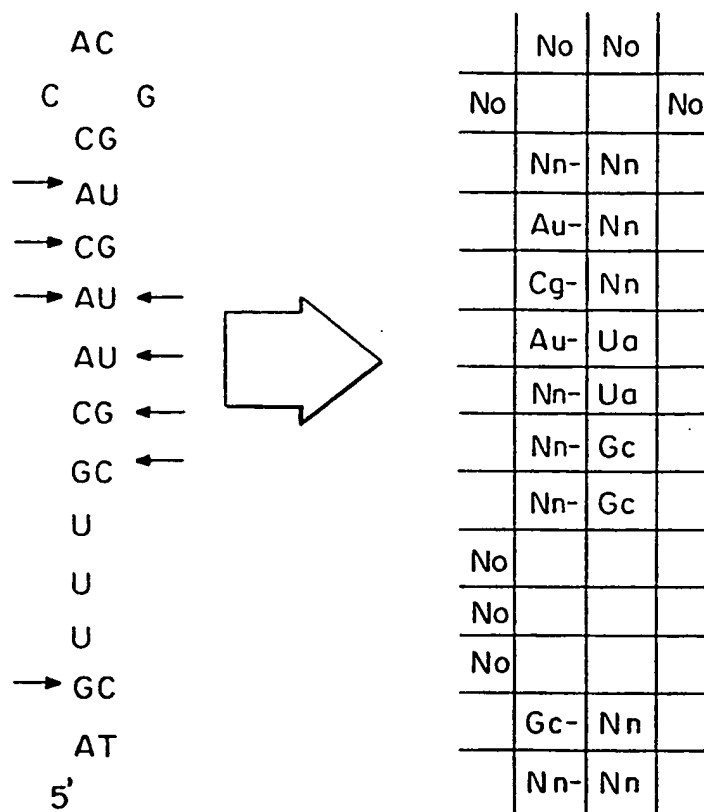 AC
C G
CG
AU
CG
AU
AU
CG
GC
U
U
U
GC
AT
5'
No No
No No
Nn- Nn
Au- Nn
Cg- Nn
Au- Ua
Nn- Ua
Nn- Gc
Nn- Gc
No
No
No
Gc- Nn
Nn- Nn